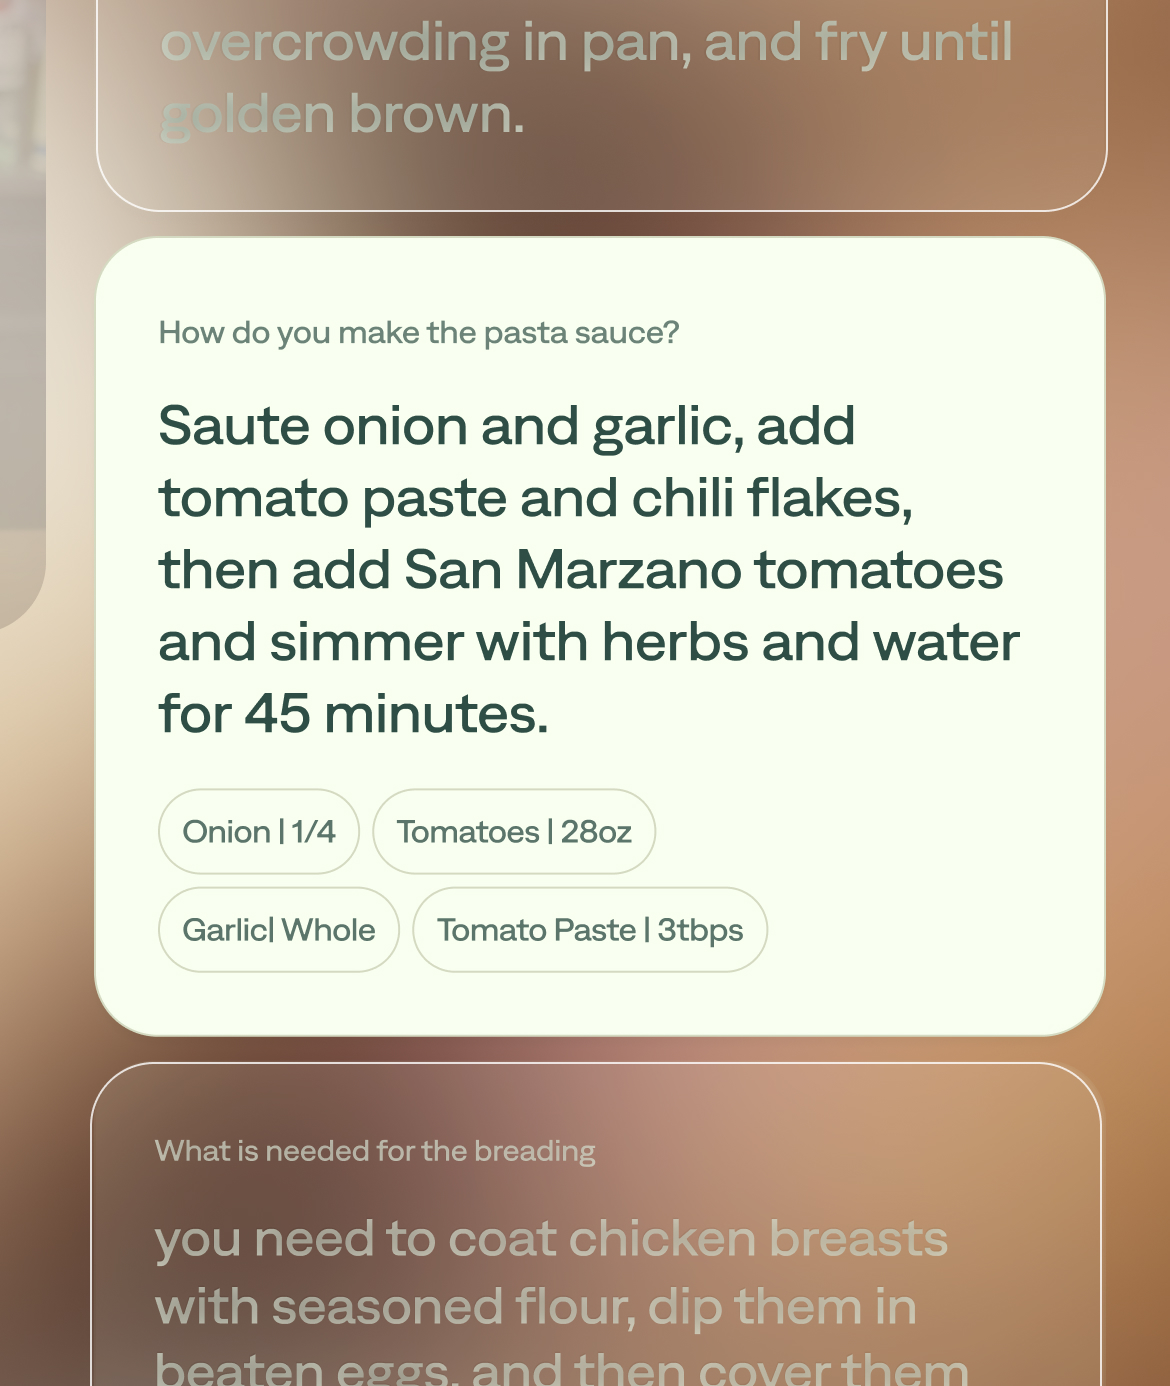 overcrowding in pan, and fry until
golden brown.
How do you make the pasta sauce?
Saute onion and garlic, add
tomato paste and chili flakes,
then add San Marzano tomatoes
and simmer with herbs and water
for 45 minutes.
Onion | 1/4
Tomatoes | 28oz
Garlic| Whole
Tomato Paste | 3tbps
What is needed for the breading
you need to coat chicken breasts
with seasoned flour, dip them in
beaten eggs, and then cover them